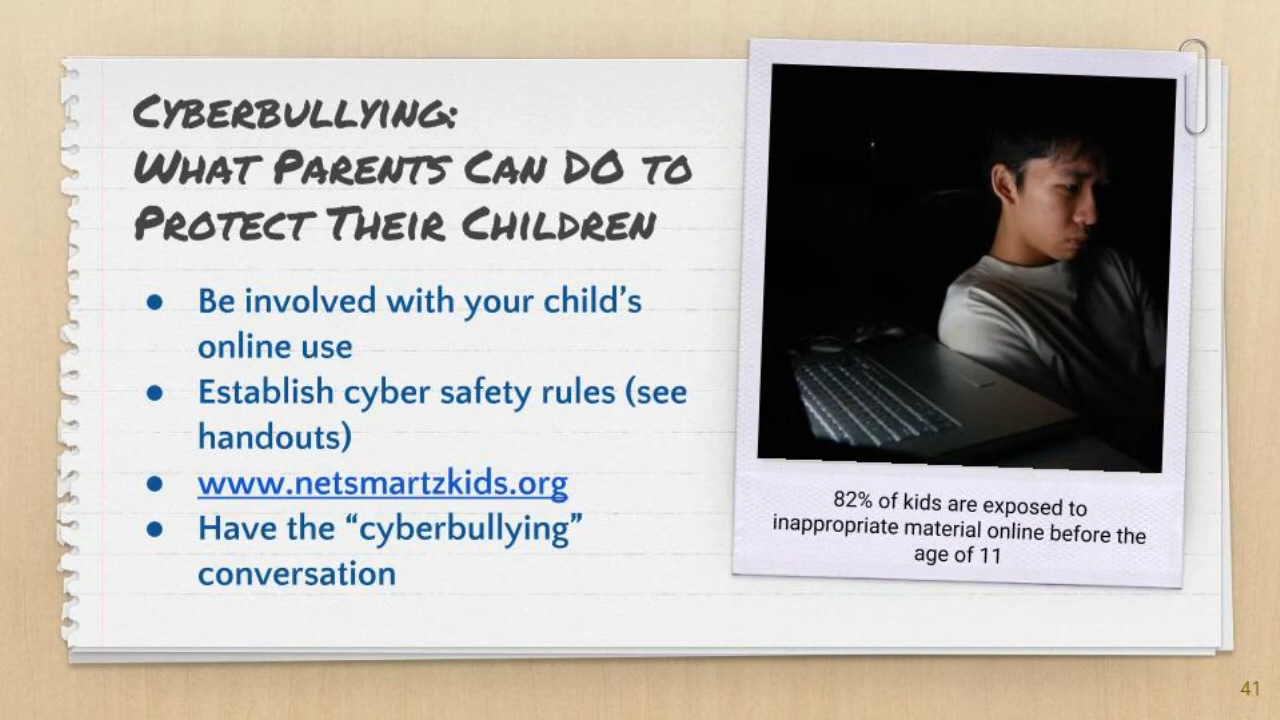 Cyberbullying:
What Parents Can DO to
Protect Their Children
● Be involved with your child’s
online use
● Establish cyber safety rules (see
handouts)
● www.netsmartzkids.org
● Have the “cyberbullying”
conversation
82% of kids are exposed to
inappropriate material online before the
age of 11
41